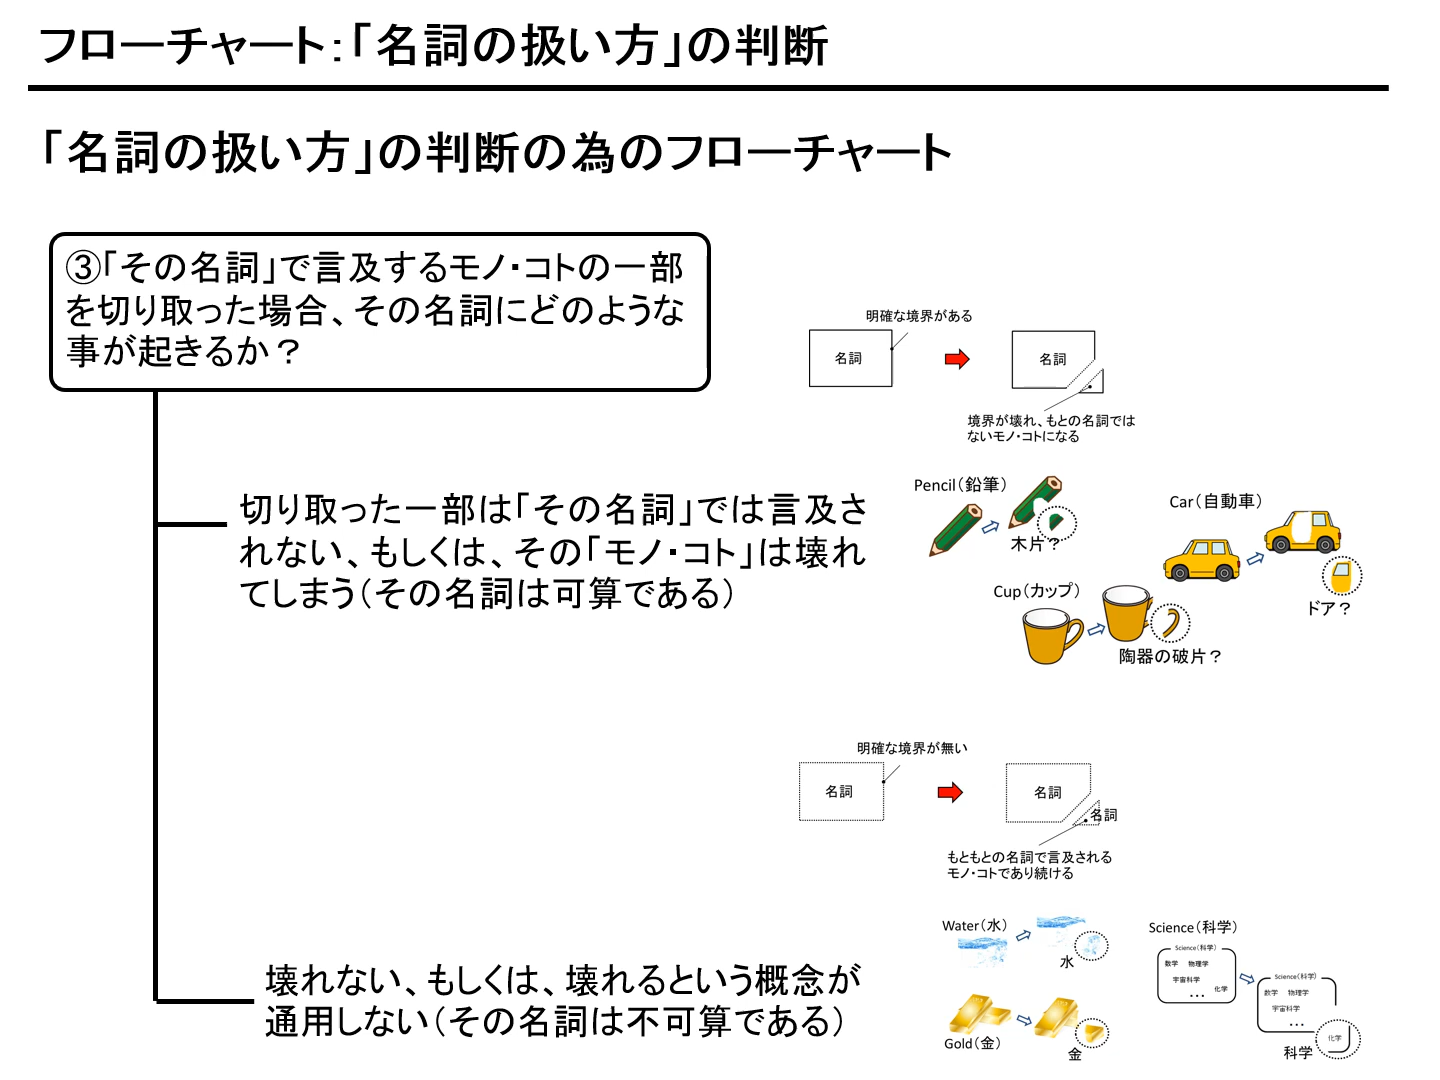 フローチャート:「名詞の扱い方」の判断
「名詞の扱い方」の判断の為のフローチャート
③「その名詞」で言及するモノ・コトの一部
を切り取った場合、その名詞にどのような
事が起きるか？
明確な境界がある
名詞
名詞
境界が壊れ、もとの名詞では
ないモノ・コトになる
切り取った一部は「その名詞」では言及さ
れない、もしくは、その「モノ・コト」は壊れ
てしまう(その名詞は可算である)
Pencil(鉛筆)
木片？
Car(自動車)
ドア？
Cup(カップ)
陶器の破片？
明確な境界が無い
名詞
名詞
名詞
もともとの名詞で言及される
モノ・コトであり続ける
壊れない、もしくは、壊れるという概念が
通用しない(その名詞は不可算である)
Water(水)
水
Gold(金)
金
Science(科学)
Science(科学)
数学 物理学
宇宙科学
化学
･･･
Science(科学)
数学 物理学
宇宙科学
･･･
化学
科学